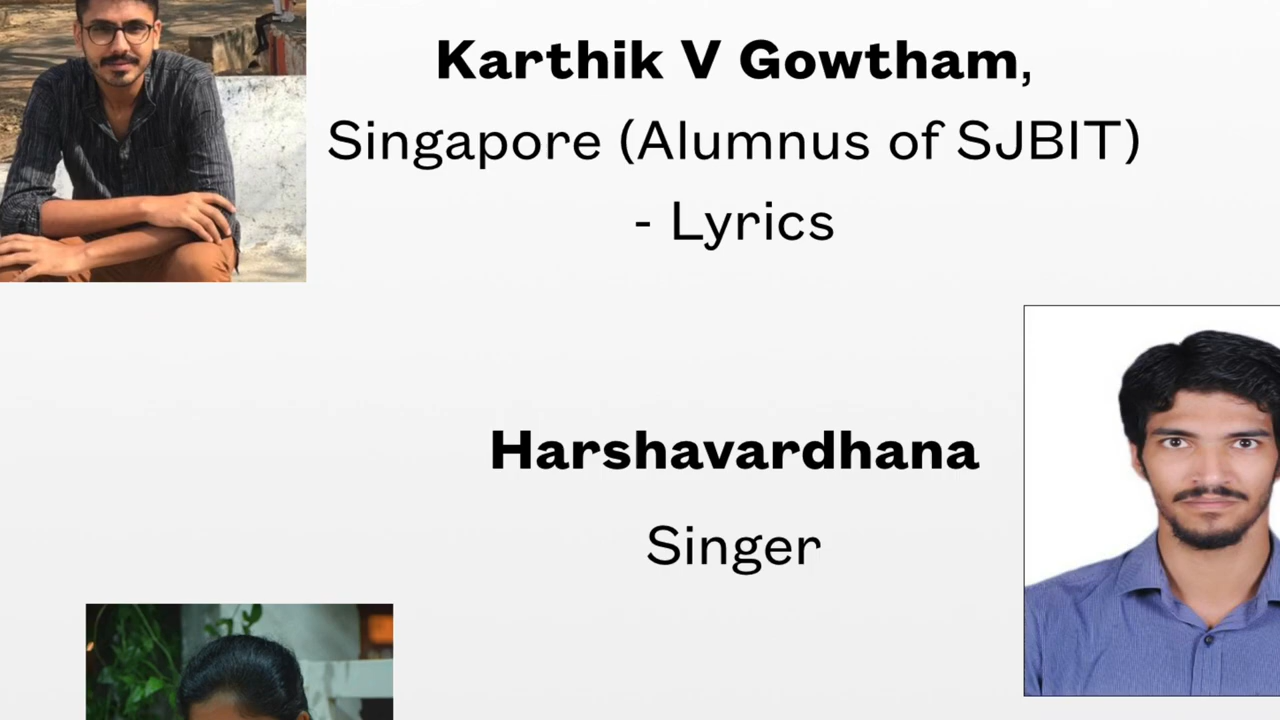 Karthik V Gowtham,
Singapore (Alumnus of SJBIT)
- Lyrics
Harshavardhana
Singer